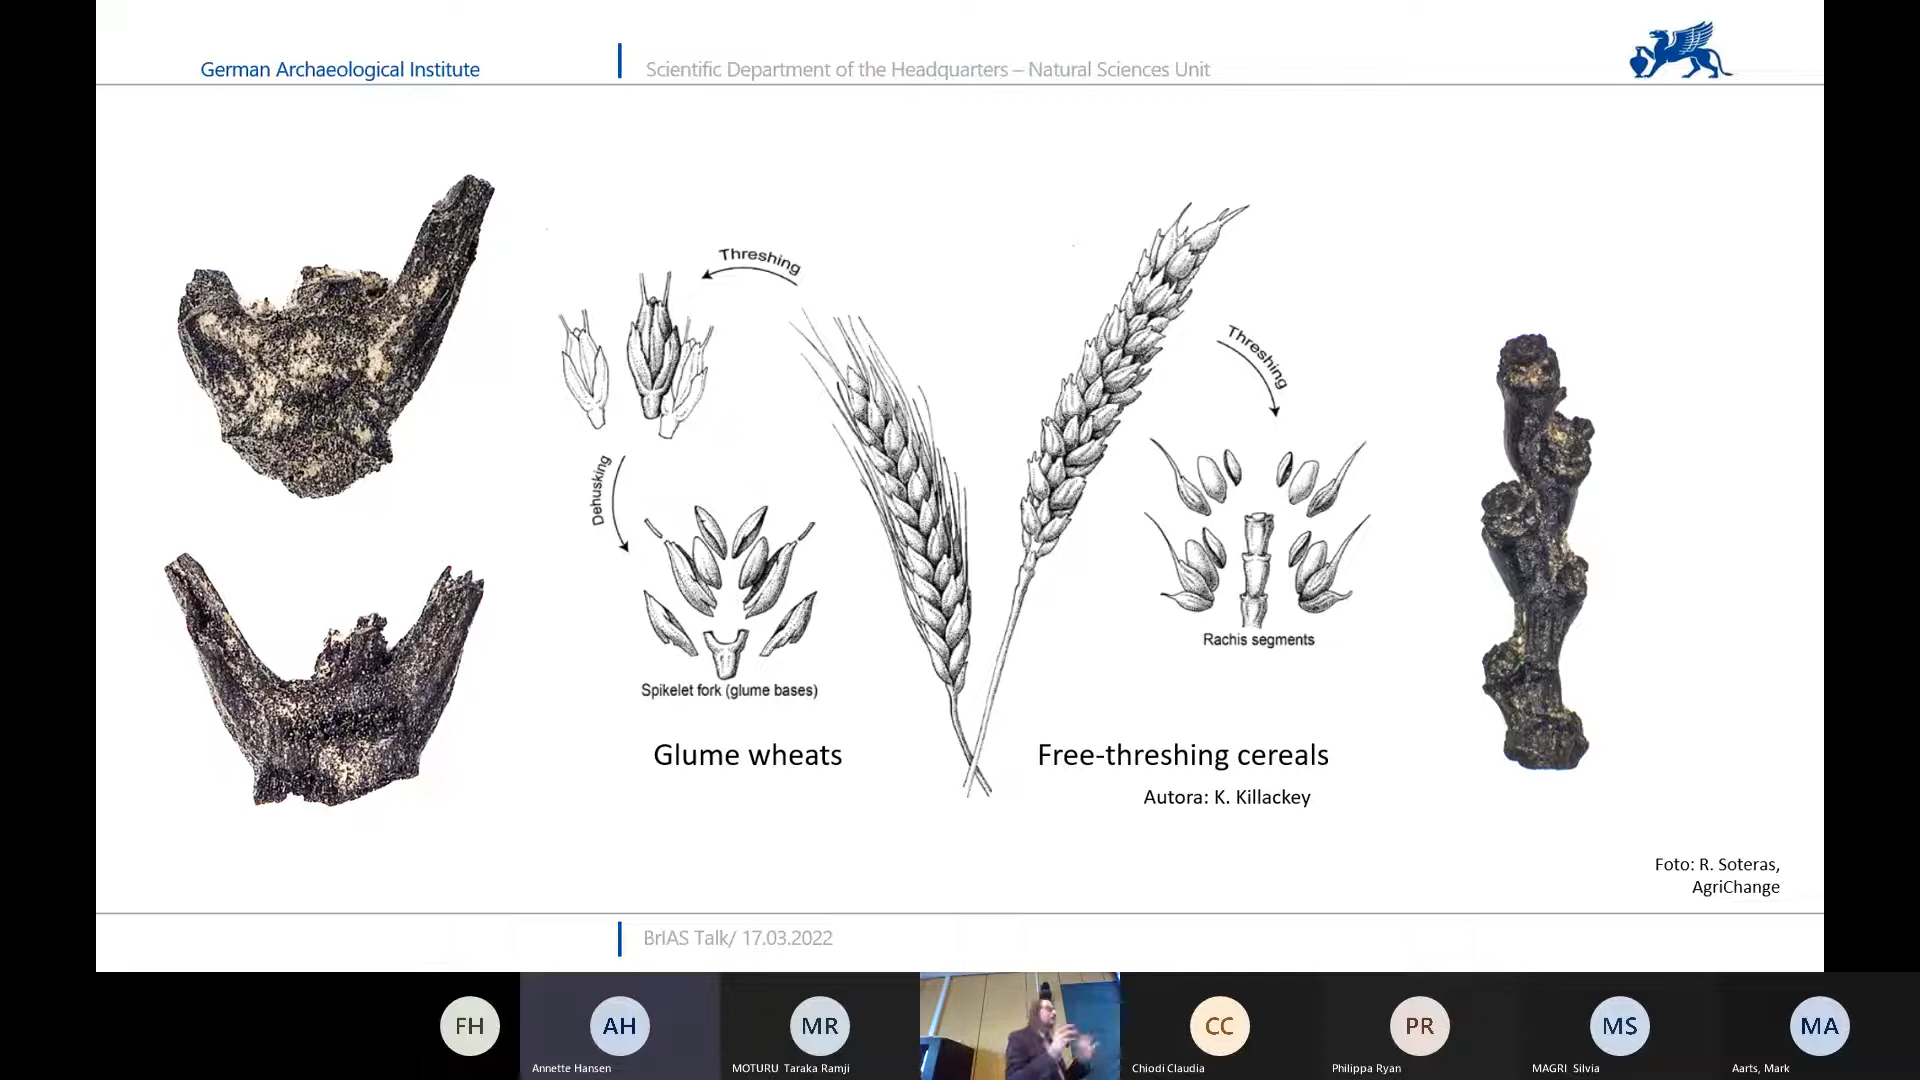 German Archaeological Institute
Scientific Department of the Headquarters – Natural Sciences Unit
Threshing
Threshing
Dehusking
Rachis segments
Spikelet fork (glume bases)
Glume wheats
Free-threshing cereals
Autora: K. Killackey
Foto: R. Soteras,
AgriChange
BrIAS Talk/ 17.03.2022
FH
AH
MR
CC
PR
MS
MA
Annette Hansen
MOTURU Taraka Ramji
Chiodi Claudia
Philippa Ryan
MAGRI Silvia
Aarts, Mark